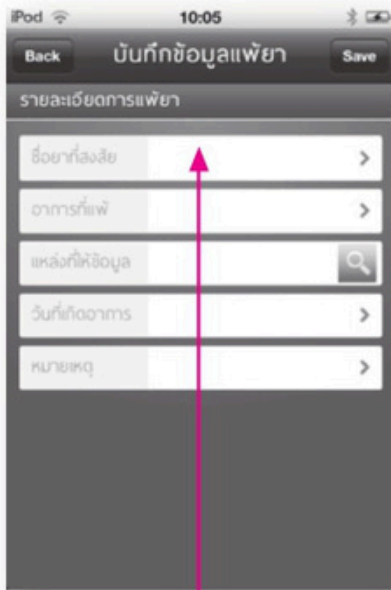 iPod 10:05
Back บันทึกข้อมูลแพ้ยา Save
รายละเอียดการแพ้ยา
ชื่อยาที่สงสัย
อาการที่แพ้
แหล่งที่ให้ข้อมูล
วันที่เกิดอาการ
หมายเหตุ